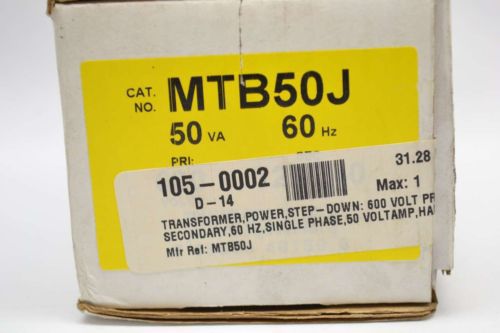 CAT. NO. MTB50J
50 VA 60 Hz
PRI:
105-0002 31.28
D-14 Max: 1
TRANSFORMER,POWER,STEP-DOWN: 600 VOLT PR
SECONDARY,60 HZ,SINGLE PHASE,50 VOLTAMP,HA
Mfr Ref: MTB50J